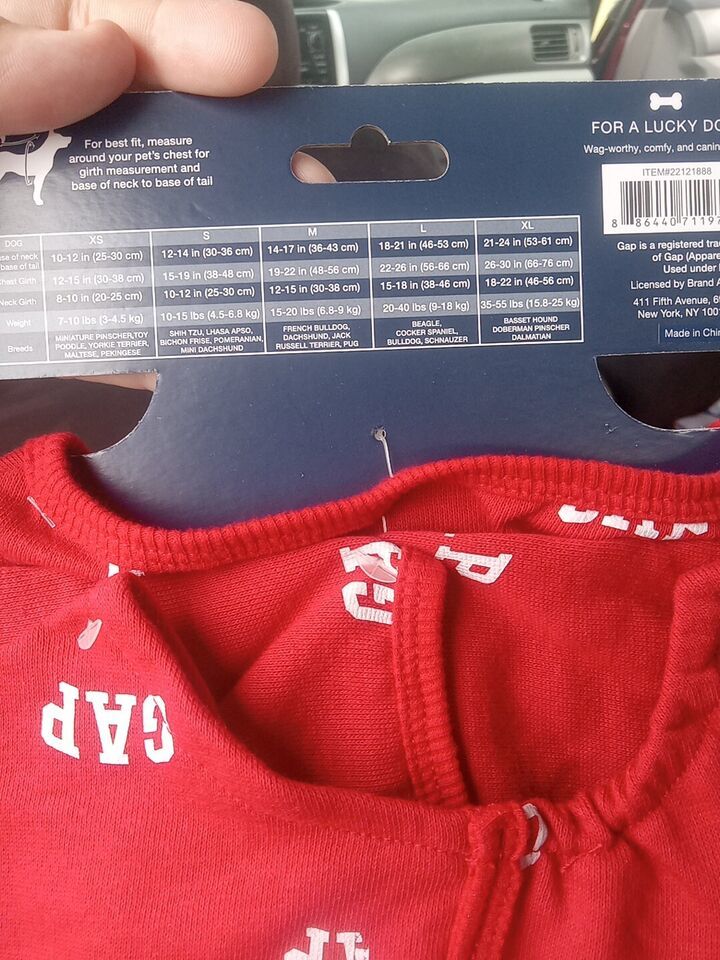 For best fit, measure
around your pet's chest for
girth measurement and
base of neck to base of tail
FOR A LUCKY
Wag-worthy, comfy, and
ITEM#22121888
8 86440 7119
Gap is a registered
of Gap
Used under
Licensed by Brand
411 Fifth Avenue,
New York, NY
Made in
DOG XS S M L XL
of neck base of tail 10-12 in (25-30 cm) 12-14 in (30-36 cm) 14-17 in (36-43 cm) 18-21 in (46-53 cm) 21-24 in (53-61 cm)
Chest Girth 12-15 in (30-38 cm) 15-19 in (38-48 cm) 19-22 in (48-56 cm) 22-26 in (56-66 cm) 26-30 in (66-76 cm)
Neck Girth 8-10 in (20-25 cm) 10-12 in (25-30 cm) 12-15 in (30-38 cm) 15-18 in (38-46 cm) 18-22 in (46-56 cm)
Weight 7-10 lbs (3-4.5 kg) 10-15 lbs (4.5-6.8 kg) 15-20 lbs (6.8-9 kg) 20-40 lbs (9-18 kg) 35-55 lbs (15.8-25 kg)
Breeds
MINIATURE PINSCHER,TOY
POODLE, YORKIE TERRIER,
MALTESE, PEKINGESE
SHIH TZU, LHASA APSO,
BICHON FRISE, POMERANIAN,
MINI DACHSHUND
FRENCH BULLDOG,
DACHSHUND, JACK
RUSSELL TERRIER, PUG
BEAGLE,
COCKER SPANIEL,
BULLDOG, SCHNAUZER
BASSET HOUND
DOBERMAN PINSCHER
DALMATIAN
GAP